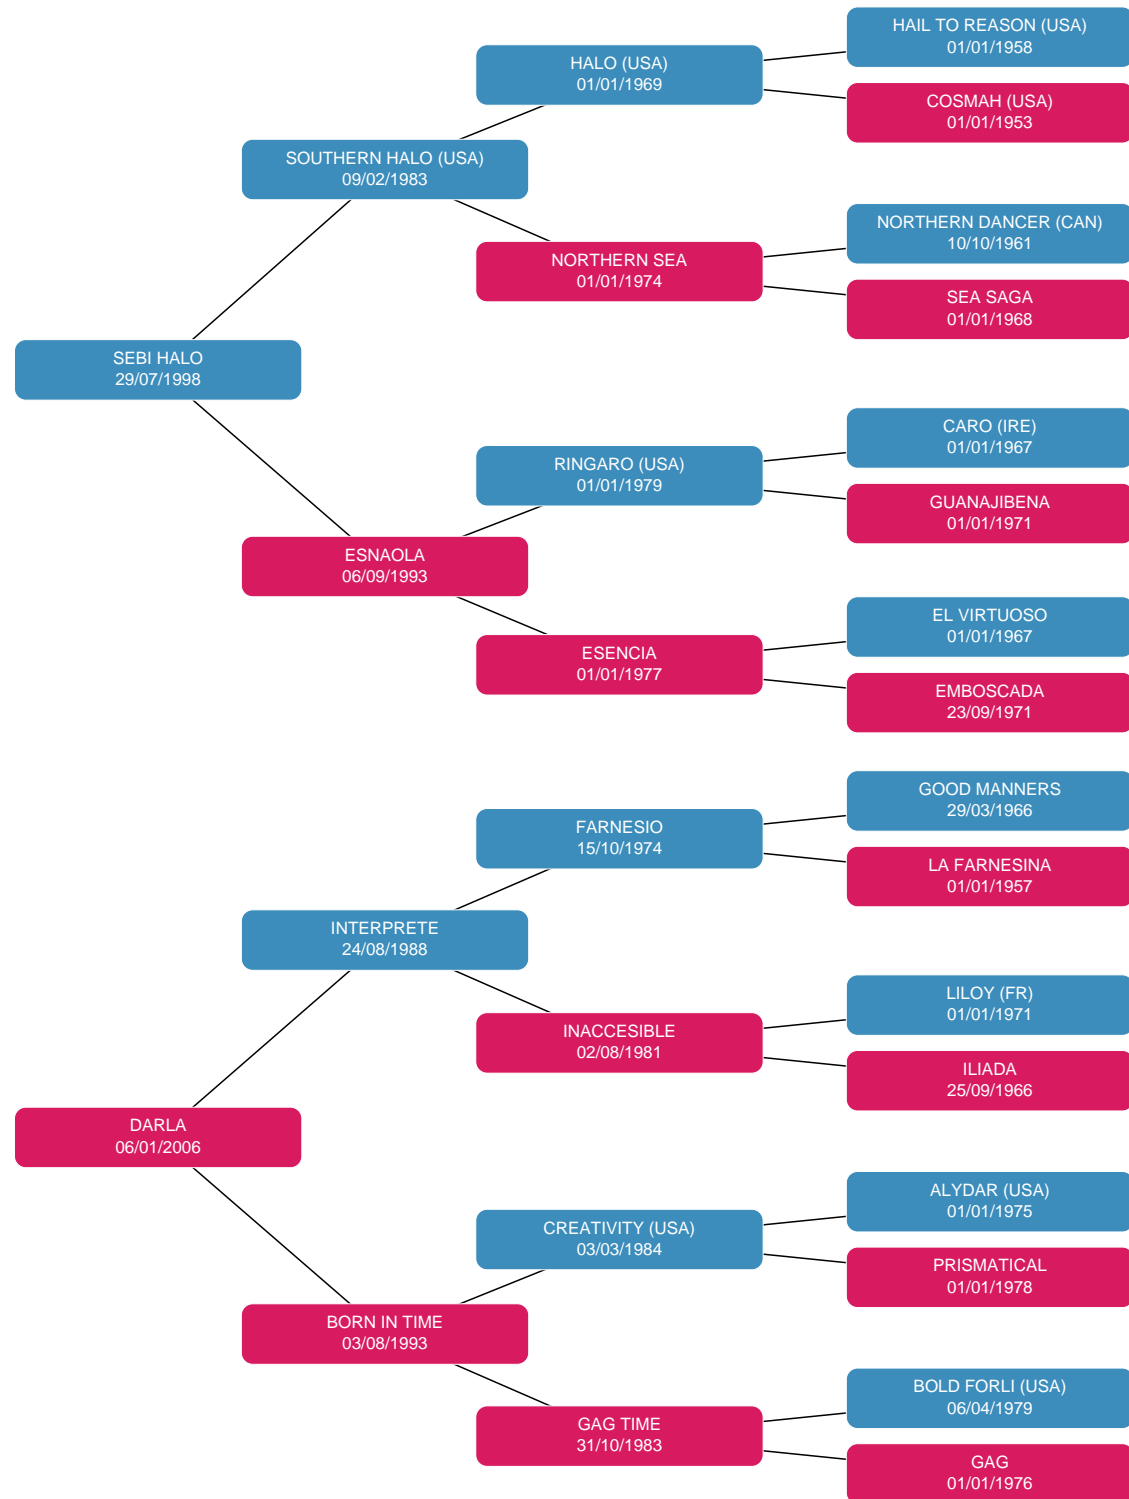 HAIL TO REASON (USA)
01/01/1958
HALO (USA)
01/01/1969
COSMAH (USA)
01/01/1953
SOUTHERN HALO (USA)
09/02/1983
NORTHERN DANCER (CAN)
10/10/1961
NORTHERN SEA
01/01/1974
SEA SAGA
01/01/1968
SEBI HALO
29/07/1998
CARO (IRE)
01/01/1967
RINGARO (USA)
01/01/1979
GUANAJIBENA
01/01/1971
ESNAOLA
06/09/1993
EL VIRTUOSO
01/01/1967
ESENCIA
01/01/1977
EMBOSCADA
23/09/1971
GOOD MANNERS
29/03/1966
FARNESIO
15/10/1974
LA FARNESINA
01/01/1957
INTERPRETE
24/08/1988
LILOY (FR)
01/01/1971
INACCESIBLE
02/08/1981
ILIADA
25/09/1966
DARLA
06/01/2006
ALYDAR (USA)
01/01/1975
CREATIVITY (USA)
03/03/1984
PRISMATICAL
01/01/1978
BORN IN TIME
03/08/1993
BOLD FORLI (USA)
06/04/1979
GAG TIME
31/10/1983
GAG
01/01/1976